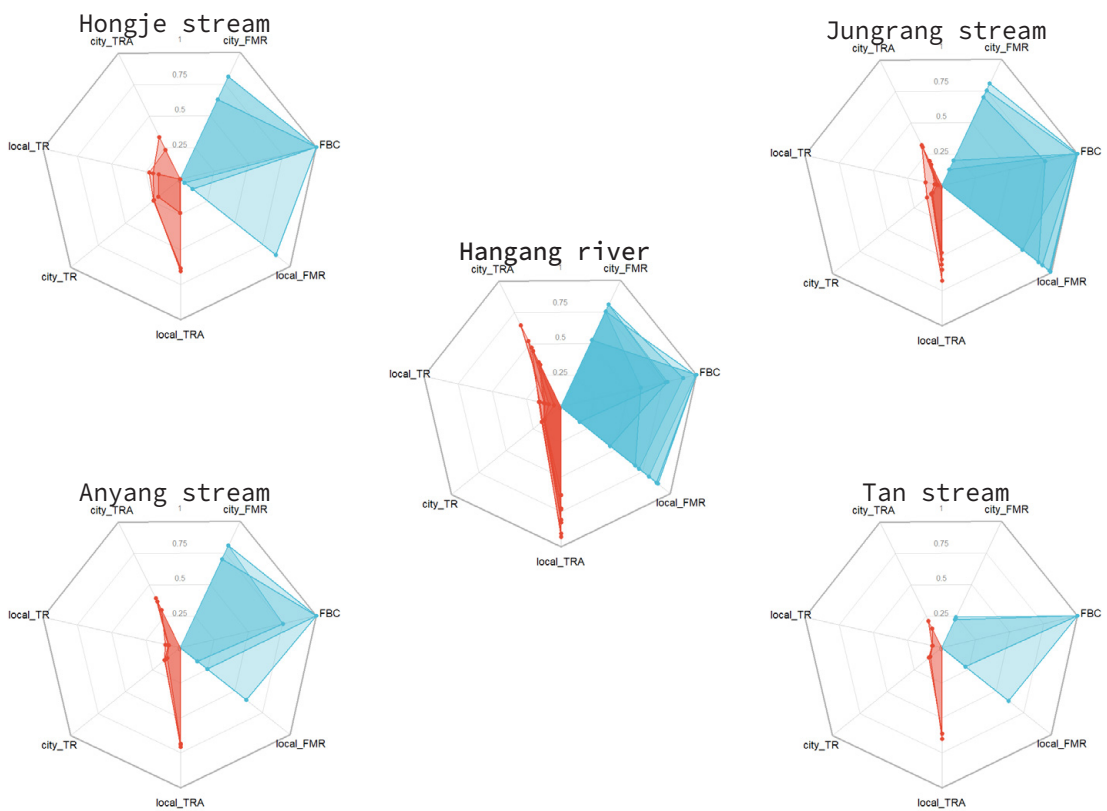 Hongje stream
city_TRA
1
city_FMR
0.75
0.5
0.25
local_TR
FBC
city_TR
local_FMR
local_TRA
Jungrang stream
city_TRA
1
city_FMR
0.75
0.5
0.25
local_TR
FBC
city_TR
local_FMR
local_TRA
Hangang river
city_TRA
1
city_FMR
0.75
0.5
0.25
local_TR
FBC
city_TR
local_FMR
local_TRA
Anyang stream
city_TRA
1
city_FMR
0.75
0.5
0.25
local_TR
FBC
city_TR
local_FMR
local_TRA
Tan stream
city_TRA
1
city_FMR
0.75
0.5
0.25
local_TR
FBC
city_TR
local_FMR
local_TRA